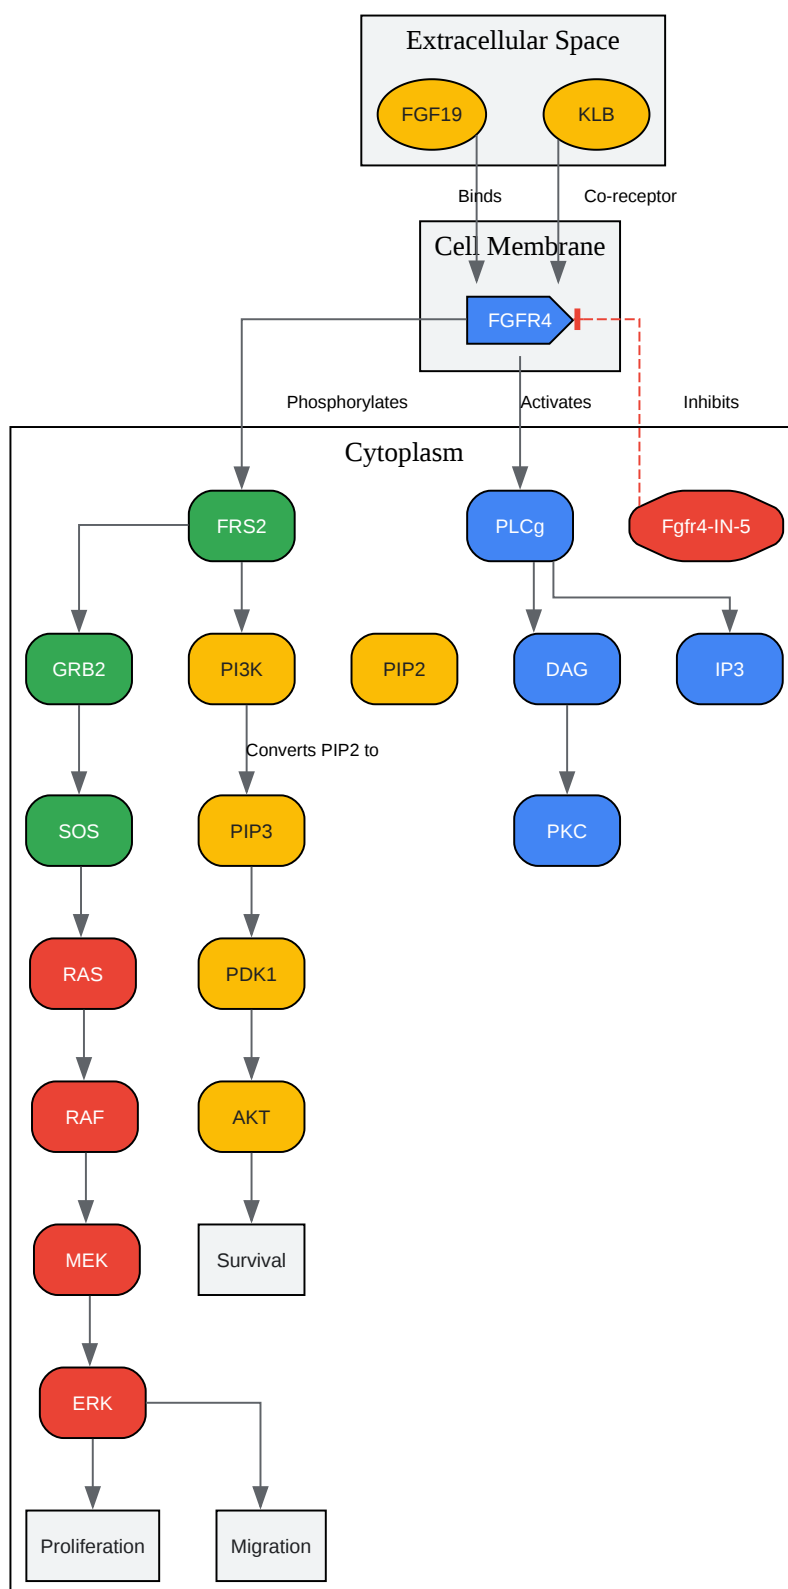 Extracellular Space
FGF19
KLB
Binds
Co-receptor
Cell Membrane
FGFR4
Phosphorylates
Activates
Inhibits
Cytoplasm
FRS2
PLCg
Fgfr4-IN-5
GRB2
PI3K
PIP2
DAG
IP3
Converts PIP2 to
SOS
PIP3
PKC
RAS
PDK1
RAF
AKT
MEK
Survival
ERK
Proliferation
Migration